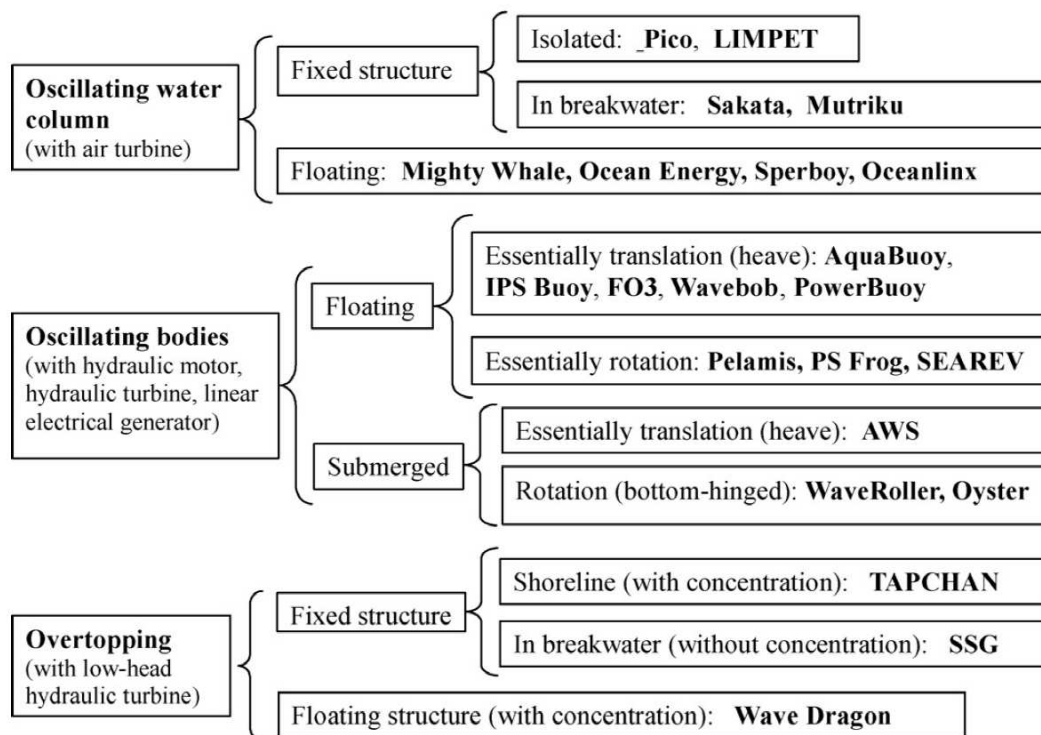 Oscillating water
column
(with air turbine)
Fixed structure
Isolated: _Pico, LIMPET
In breakwater: Sakata, Mutriku
Floating: Mighty Whale, Ocean Energy, Sperboy, Oceanlinx
Oscillating bodies
(with hydraulic motor,
hydraulic turbine, linear
electrical generator)
Floating
Essentially translation (heave): AquaBuoy,
IPS Buoy, FO3, Wavebob, PowerBuoy
Essentially rotation: Pelamis, PS Frog, SEAREV
Submerged
Essentially translation (heave): AWS
Rotation (bottom-hinged): WaveRoller, Oyster
Overtopping
(with low-head
hydraulic turbine)
Fixed structure
Shoreline (with concentration): TAPCHAN
In breakwater (without concentration): SSG
Floating structure (with concentration): Wave Dragon